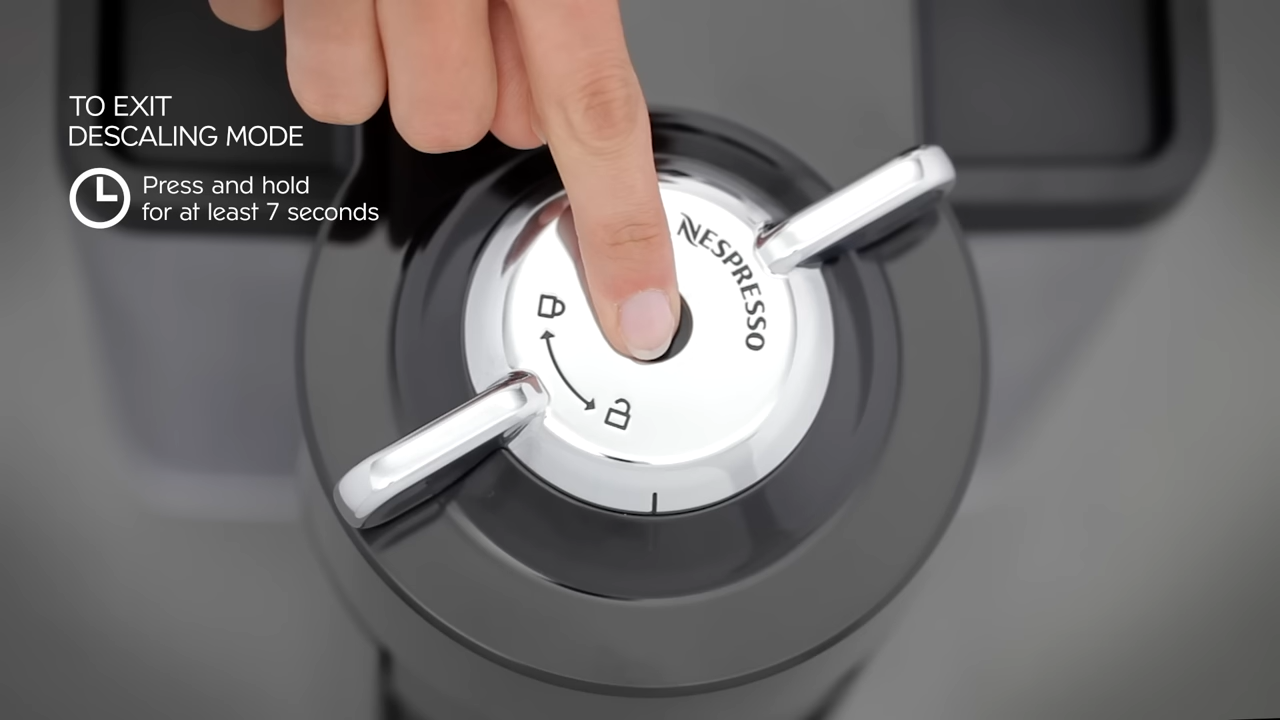 TO EXIT
DESCALING MODE
Press and hold
for at least 7 seconds
NESPRESSO